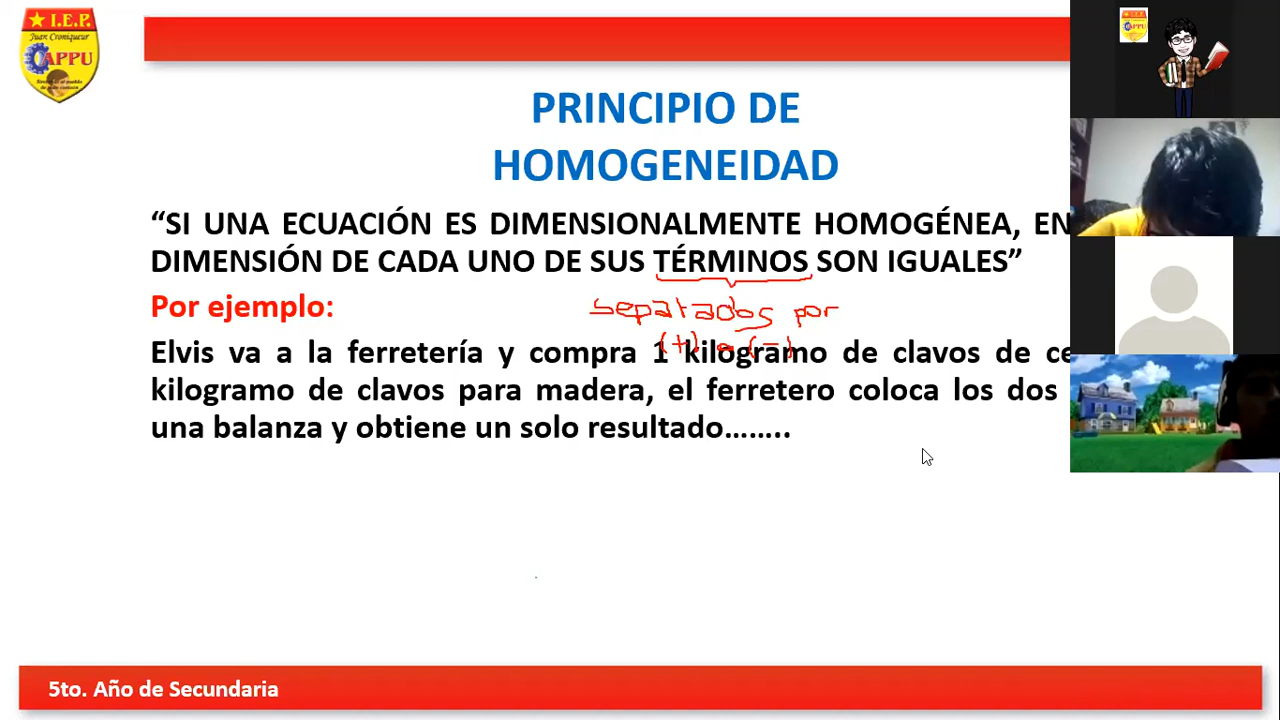 I.E.P.
Juan Croniqueur
CAPPU
PRINCIPIO DE
HOMOGENEIDAD
“SI UNA ECUACIÓN ES DIMENSIONALMENTE HOMOGÉNEA, EN
DIMENSIÓN DE CADA UNO DE SUS TÉRMINOS SON IGUALES”
Por ejemplo:
separados por
(+) o (-)
Elvis va a la ferretería y compra 1 kilogramo de clavos de ce
kilogramo de clavos para madera, el ferretero coloca los dos
una balanza y obtiene un solo resultado……..
5to. Año de Secundaria